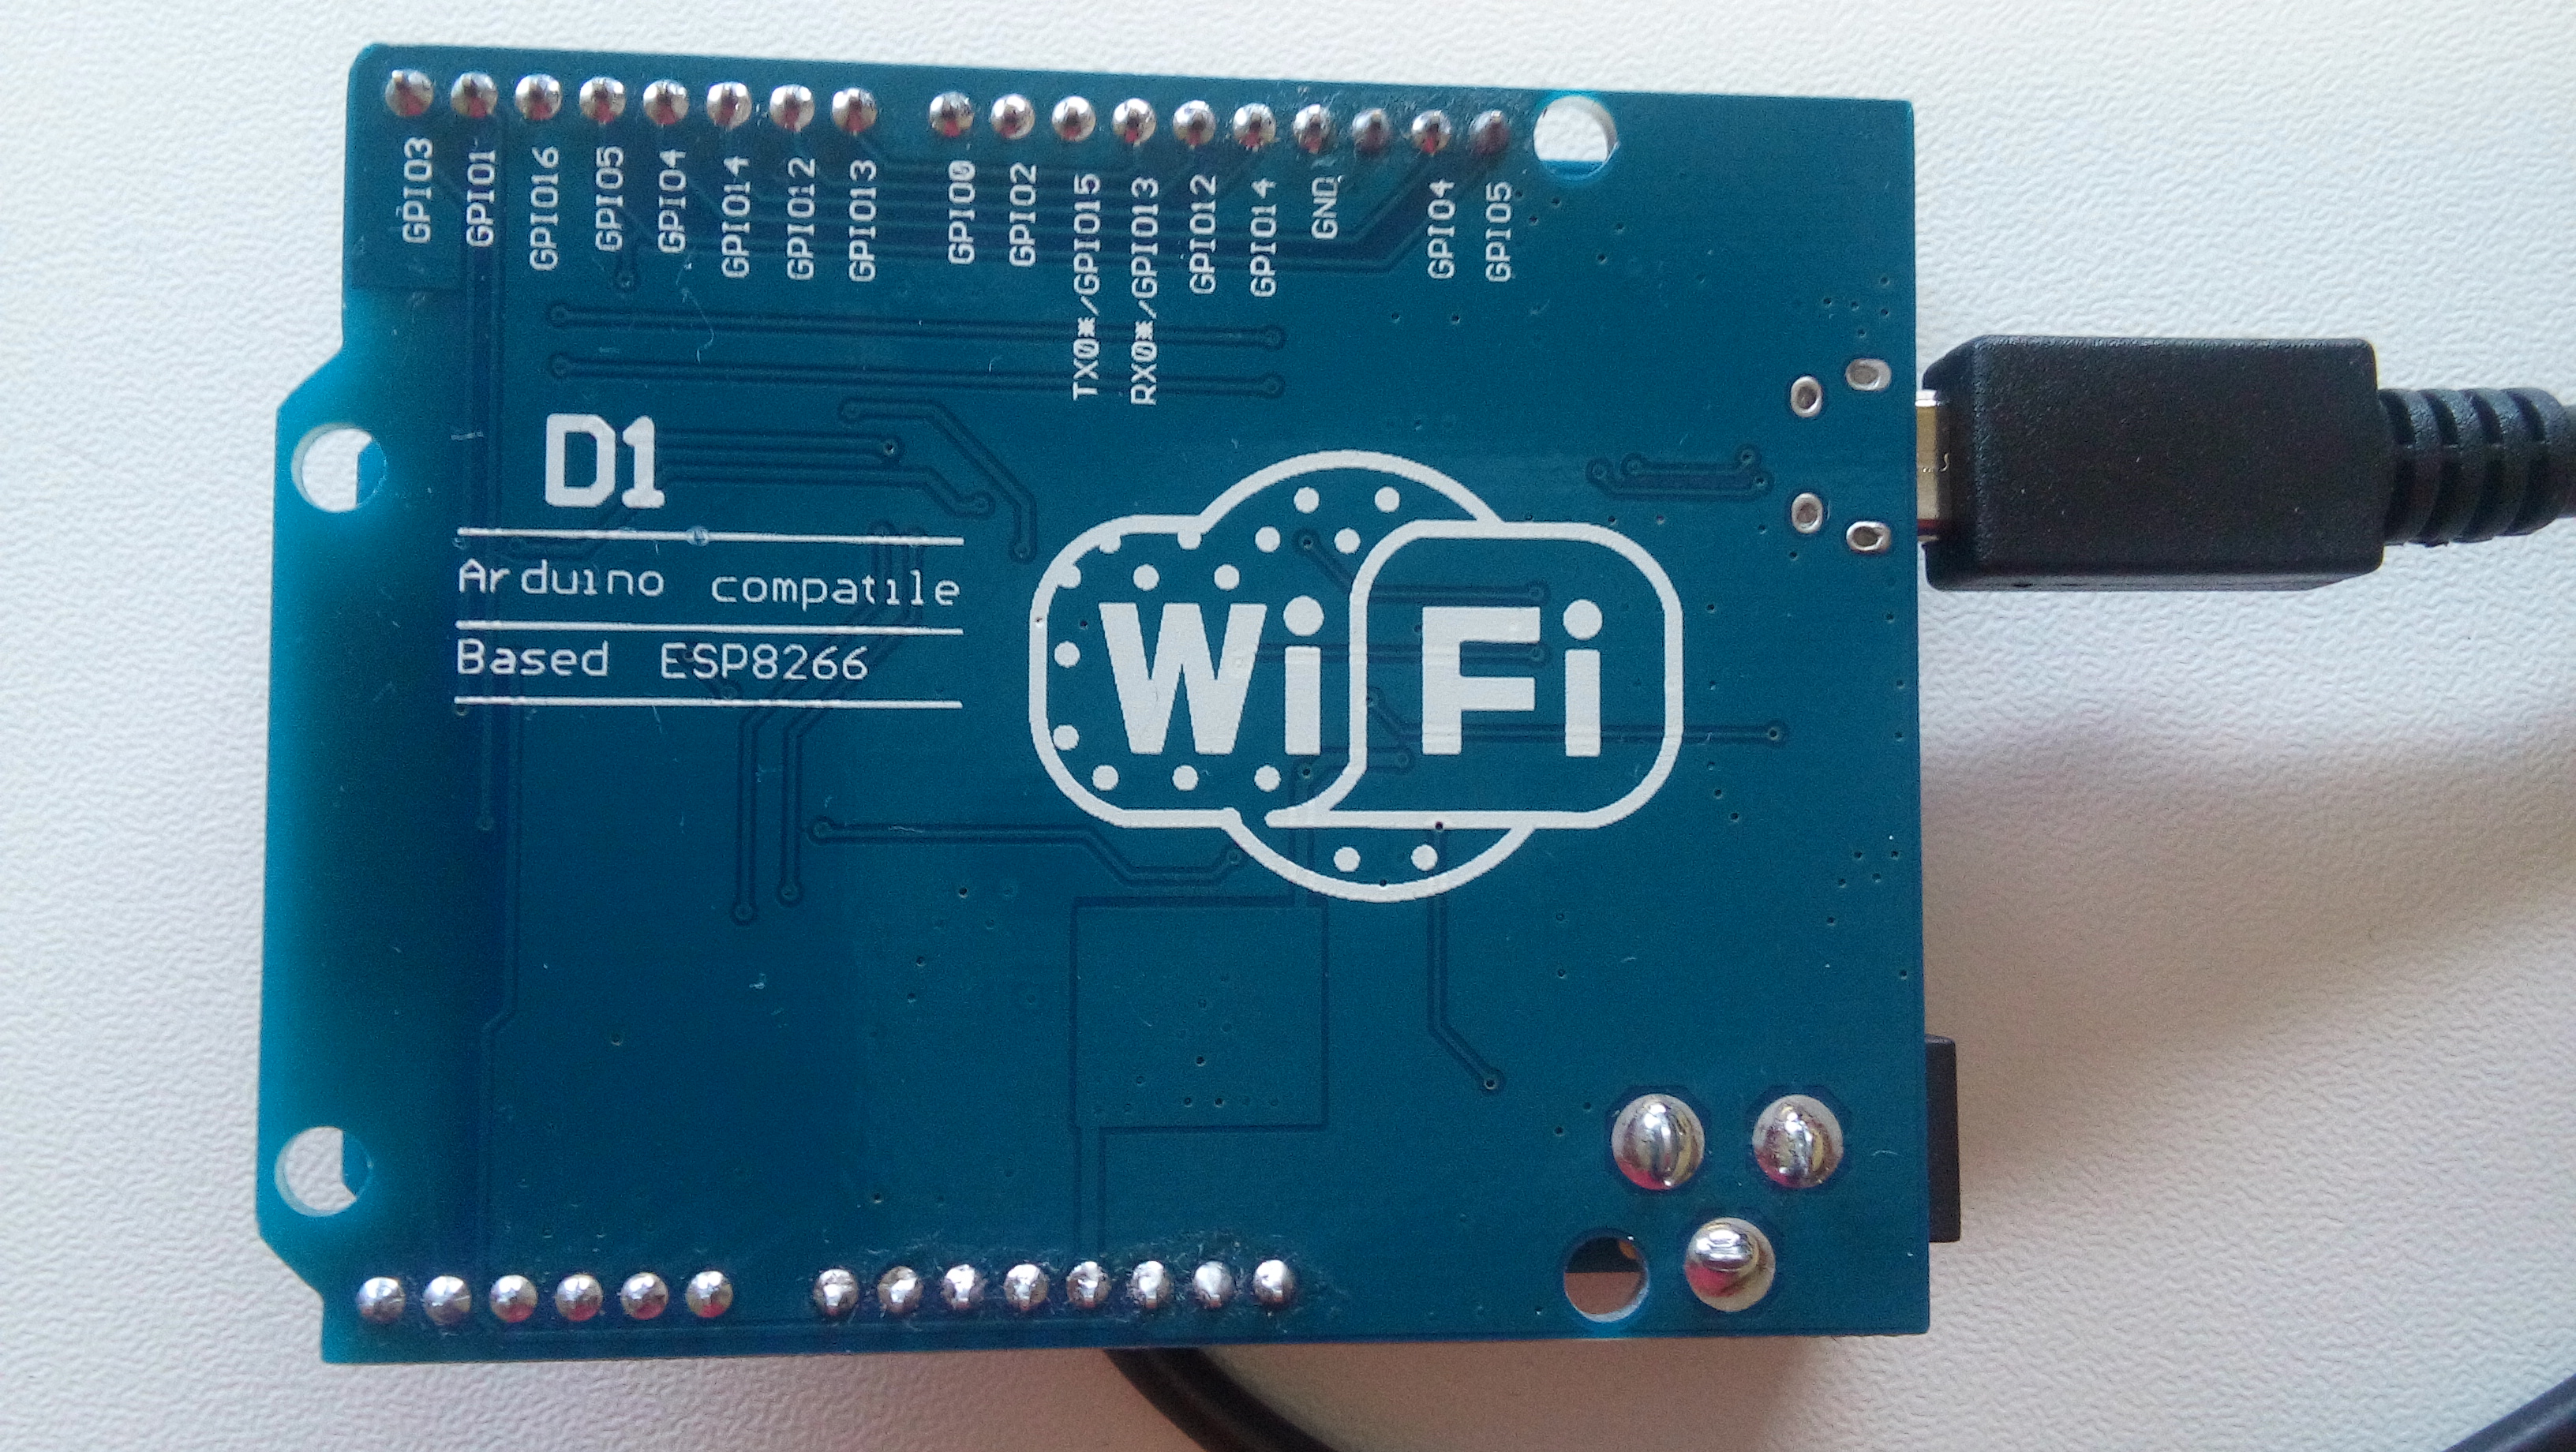 GPIO3
GPIO1
GPIO16
GPIO5
GPIO4
GPIO14
GPIO12
GPIO13
GPIO0
GPIO2
TX0*/GPIO15
RX0*/GPIO13
GPIO12
GPIO14
GND
GPIO4
GPIO5
D1
Arduino compatile
Based ESP8266
WiFi